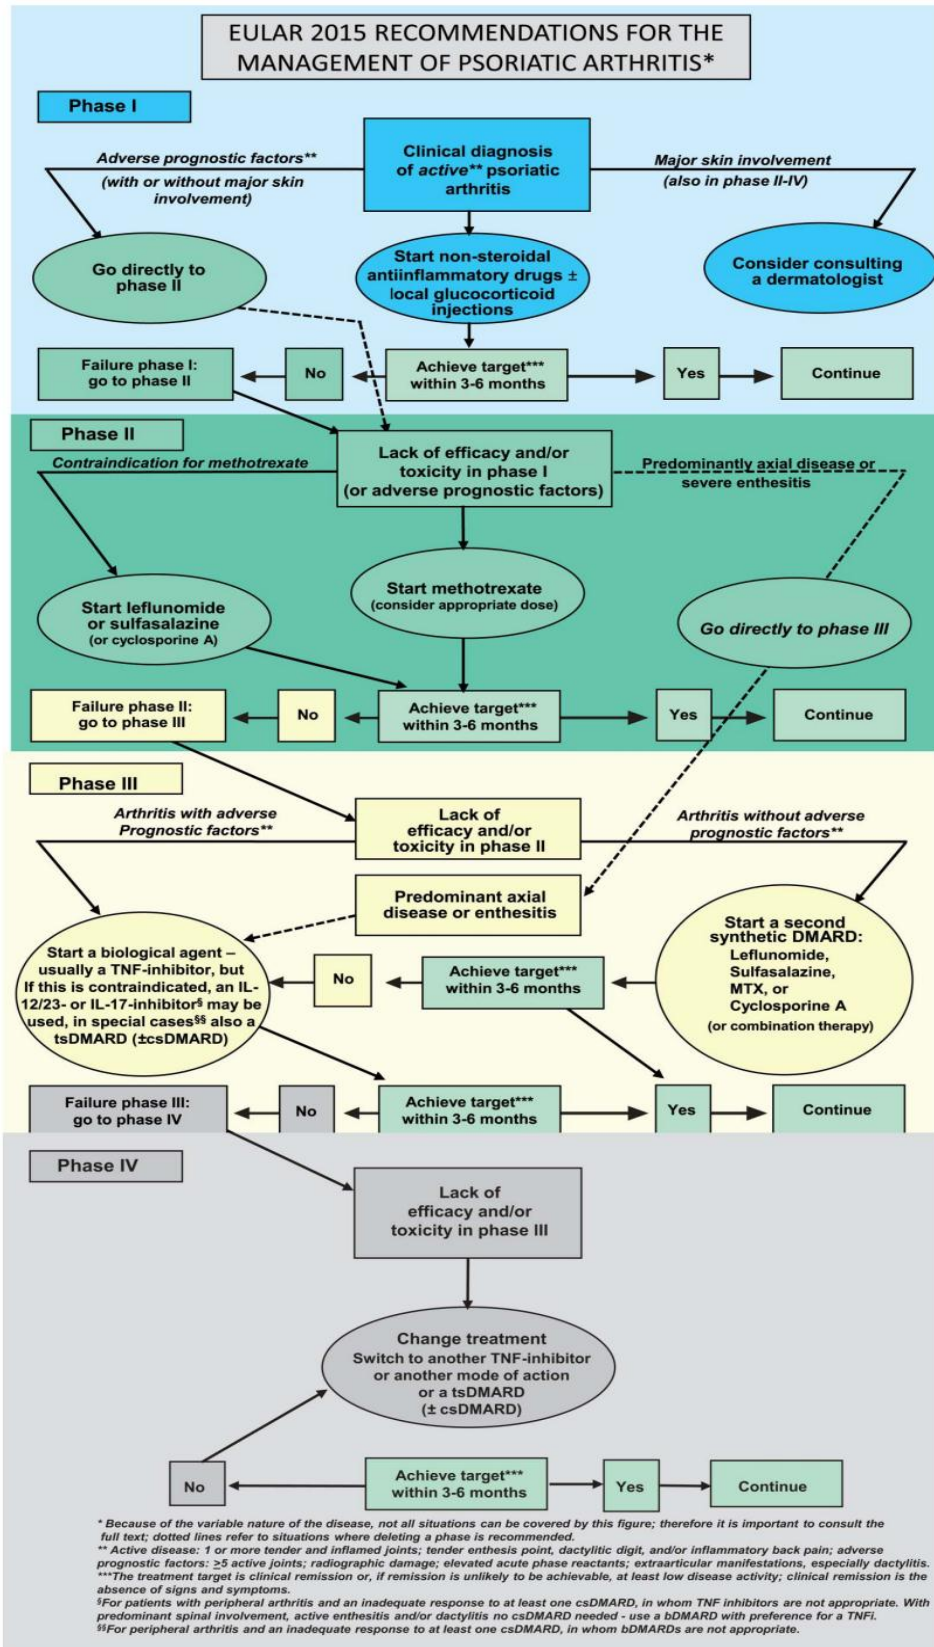 EULAR 2015 RECOMMENDATIONS FOR THE
MANAGEMENT OF PSORIATIC ARTHRITIS*
Phase I
Adverse prognostic factors**
(with or without major skin
involvement)
Clinical diagnosis
of active** psoriatic
arthritis
Major skin involvement
(also in phase II-IV)
Go directly to
phase II
Start non-steroidal
antiinflammatory drugs ±
local glucocorticoid
injections
Consider consulting
a dermatologist
Failure phase I:
go to phase II
No
Achieve target***
within 3-6 months
Yes
Continue
Phase II
Contraindication for methotrexate
Lack of efficacy and/or
toxicity in phase I
(or adverse prognostic factors)
Predominantly axial disease or
severe enthesitis
Start leflunomide
or sulfasalazine
(or cyclosporine A)
Start methotrexate
(consider appropriate dose)
Go directly to phase III
Failure phase II:
go to phase III
No
Achieve target***
within 3-6 months
Yes
Continue
Phase III
Arthritis with adverse
Prognostic factors**
Lack of
efficacy and/or
toxicity in phase II
Arthritis without adverse
prognostic factors**
Predominant axial
disease or enthesitis
Start a biological agent –
usually a TNF-inhibitor, but
If this is contraindicated, an IL-
12/23- or IL-17-inhibitor§ may be
used, in special cases§§ also a
tsDMARD (±csDMARD)
No
Achieve target***
within 3-6 months
Start a second
synthetic DMARD:
Leflunomide,
Sulfasalazine,
MTX, or
Cyclosporine A
(or combination therapy)
Failure phase III:
go to phase IV
No
Achieve target***
within 3-6 months
Yes
Continue
Phase IV
Lack of
efficacy and/or
toxicity in phase III
Change treatment
Switch to another TNF-inhibitor
or another mode of action
or a tsDMARD
(± csDMARD)
No
Achieve target***
within 3-6 months
Yes
Continue
* Because of the variable nature of the disease, not all situations can be covered by this figure; therefore it is important to consult the
full text; dotted lines refer to situations where deleting a phase is recommended.
** Active disease: 1 or more tender and inflamed joints; tender enthesis point, dactylitic digit, and/or inflammatory back pain; adverse
prognostic factors: ≥5 active joints; radiographic damage; elevated acute phase reactants; extraarticular manifestations, especially dactylitis.
***The treatment target is clinical remission or, if remission is unlikely to be achievable, at least low disease activity; clinical remission is the
absence of signs and symptoms.
§For patients with peripheral arthritis and an inadequate response to at least one csDMARD, in whom TNF inhibitors are not appropriate. With
predominant spinal involvement, active enthesitis and/or dactylitis no csDMARD needed - use a bDMARD with preference for a TNFi.
§§For peripheral arthritis and an inadequate response to at least one csDMARD, in whom bDMARDs are not appropriate.